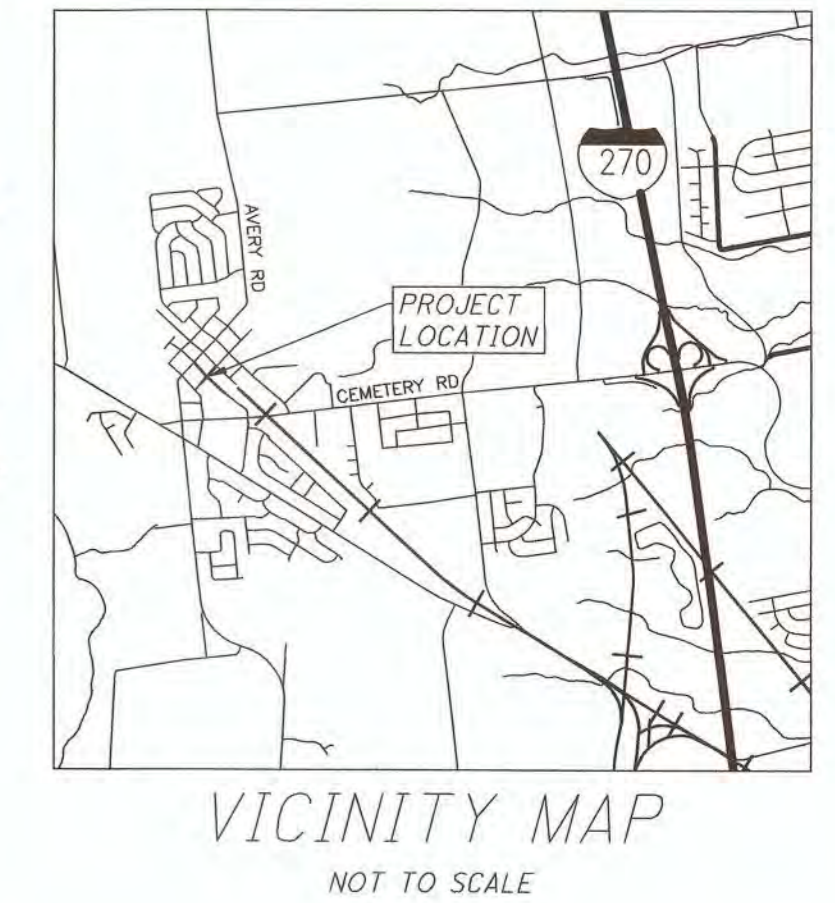 270
AVERY RD
PROJECT
LOCATION
CEMETERY RD
VICINITY MAP
NOT TO SCALE